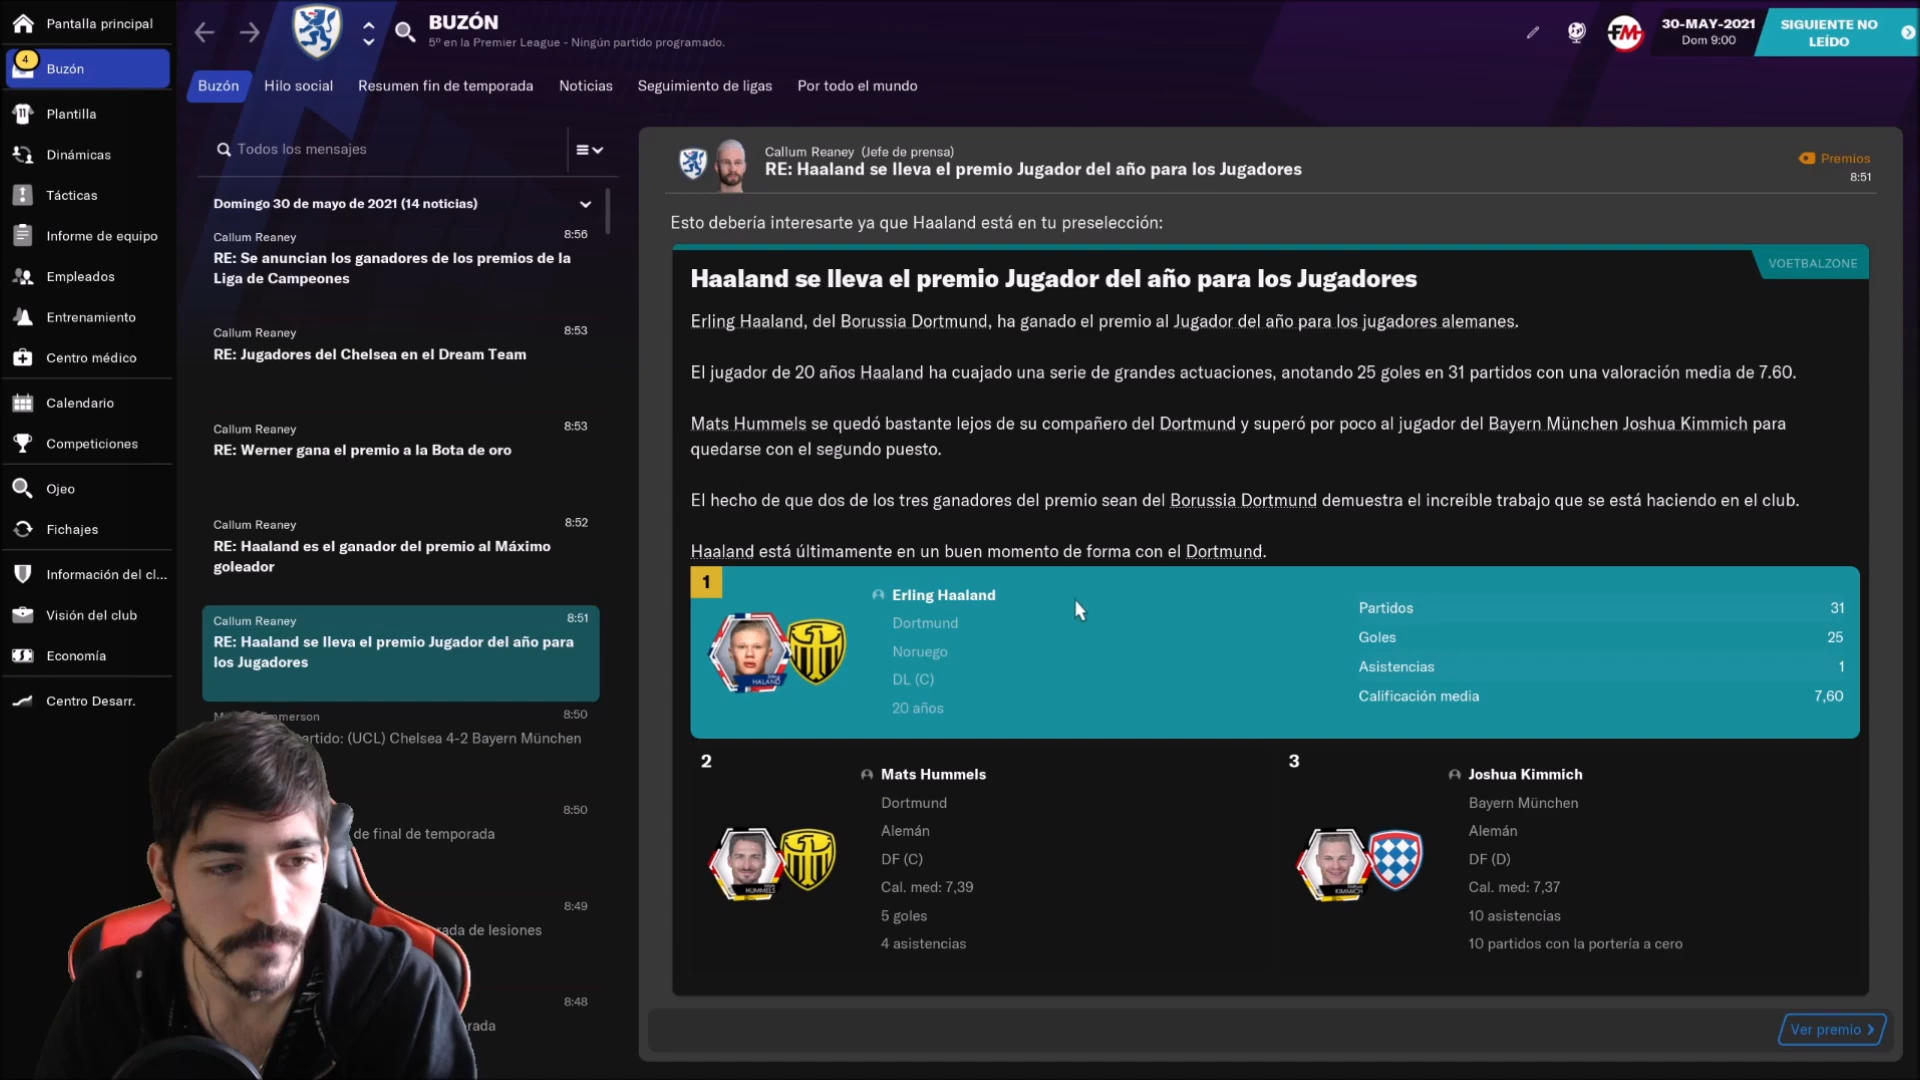 Pantalla principal
4
Buzón
Plantilla
Dinámicas
Tácticas
Informe de equipo
Empleados
Entrenamiento
Centro médico
Calendario
Competiciones
Ojeo
Fichajes
Información del cl...
Visión del club
Economía
Centro Desarr.
BUZÓN
5º en la Premier League - Ningún partido programado.
FM
30-MAY-2021
Dom 9:00
SIGUIENTE NO
LEÍDO
Buzón
Hilo social
Resumen fin de temporada
Noticias
Seguimiento de ligas
Por todo el mundo
Todos los mensajes
Domingo 30 de mayo de 2021 (14 noticias)
Callum Reaney 8:56
RE: Se anuncian los ganadores de los premios de la
Liga de Campeones
Callum Reaney 8:53
RE: Jugadores del Chelsea en el Dream Team
Callum Reaney 8:53
RE: Werner gana el premio a la Bota de oro
Callum Reaney 8:52
RE: Haaland es el ganador del premio al Máximo
goleador
Callum Reaney 8:51
RE: Haaland se lleva el premio Jugador del año para
los Jugadores
8:50
(UCL) Chelsea 4-2 Bayern München
8:50
de final de temporada
8:49
de lesiones
8:48
Callum Reaney (Jefe de prensa)
RE: Haaland se lleva el premio Jugador del año para los Jugadores
Premios
8:51
Esto debería interesarte ya que Haaland está en tu preselección:
VOETBALZONE
Haaland se lleva el premio Jugador del año para los Jugadores
Erling Haaland, del Borussia Dortmund, ha ganado el premio al Jugador del año para los jugadores alemanes.
El jugador de 20 años Haaland ha cuajado una serie de grandes actuaciones, anotando 25 goles en 31 partidos con una valoración media de 7.60.
Mats Hummels se quedó bastante lejos de su compañero del Dortmund y superó por poco al jugador del Bayern München Joshua Kimmich para
quedarse con el segundo puesto.
El hecho de que dos de los tres ganadores del premio sean del Borussia Dortmund demuestra el increíble trabajo que se está haciendo en el club.
Haaland está últimamente en un buen momento de forma con el Dortmund.
1
Erling Haaland
Dortmund
Noruego
DL (C)
20 años
Partidos 31
Goles 25
Asistencias 1
Calificación media 7,60
2
Mats Hummels
Dortmund
Alemán
DF (C)
Cal. med: 7,39
5 goles
4 asistencias
HUMMELS
3
Joshua Kimmich
Bayern München
Alemán
DF (D)
Cal. med: 7,37
10 asistencias
10 partidos con la portería a cero
KIMMICH
Ver premio